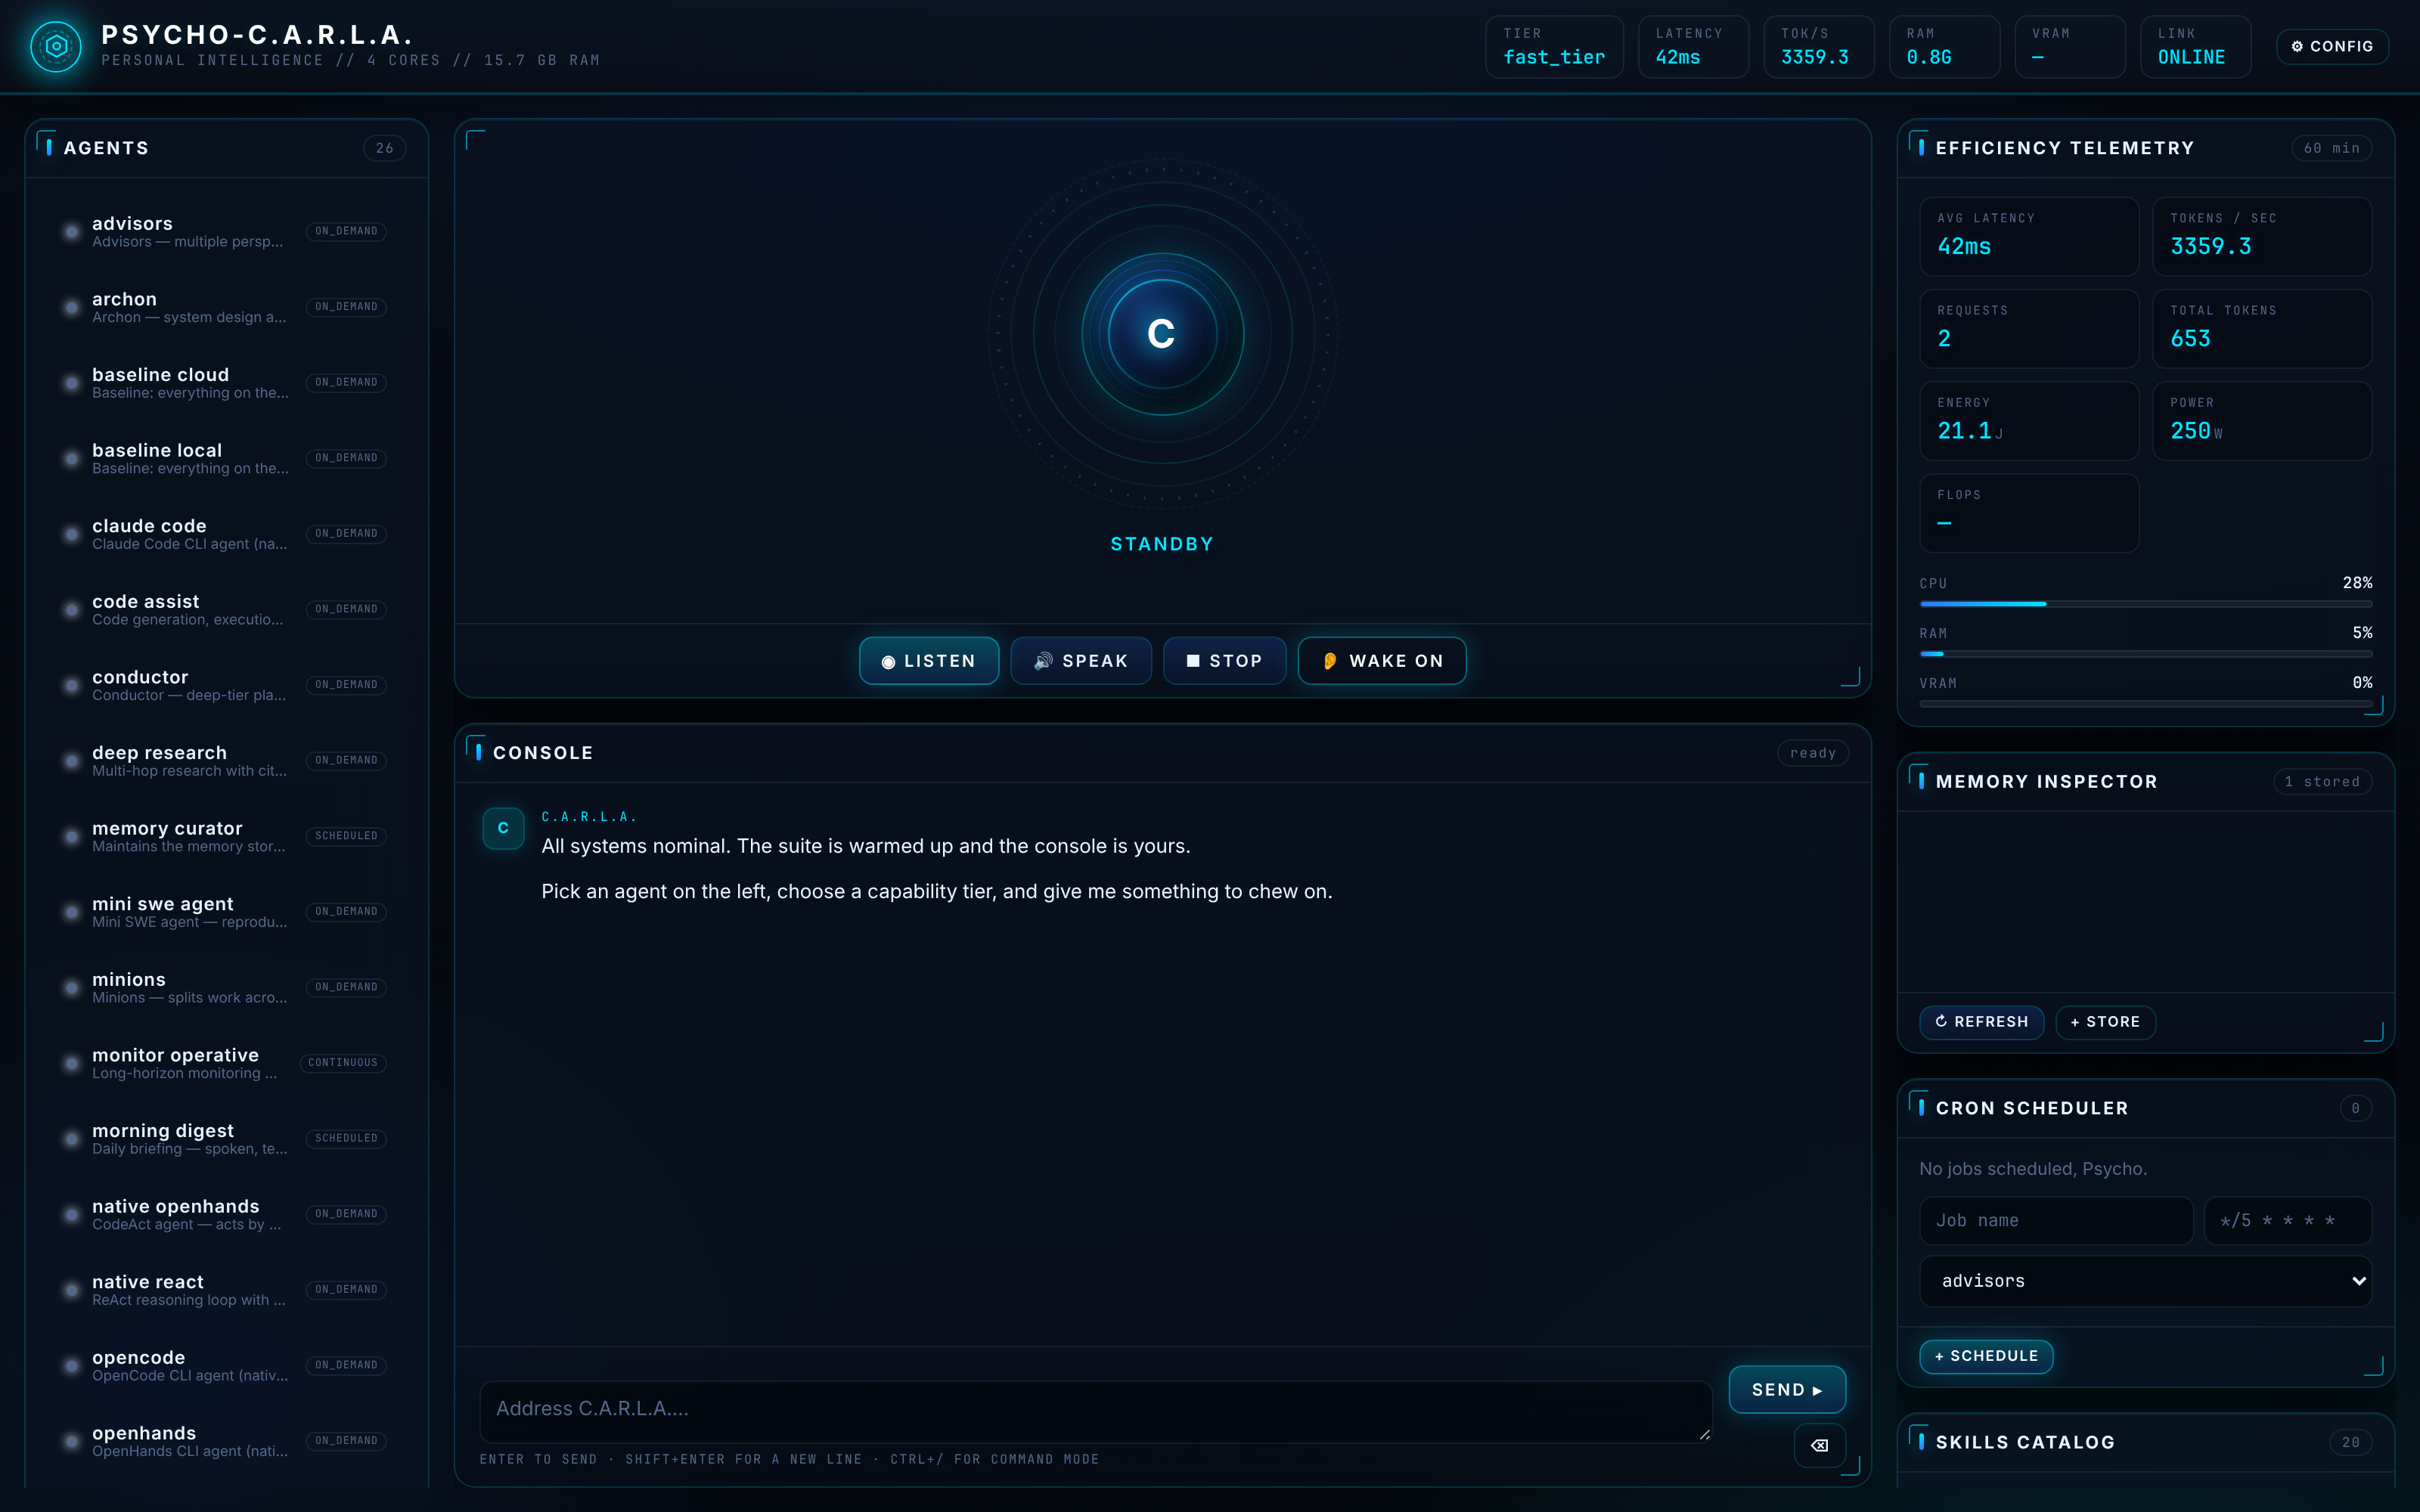 PSYCHO-C.A.R.L.A.
PERSONAL INTELLIGENCE // 4 CORES // 15.7 GB RAM
TIER
fast_tier
LATENCY
42ms
TOK/S
3359.3
RAM
0.8G
VRAM
—
LINK
ONLINE
⚙ CONFIG
AGENTS
26
advisors
Advisors — multiple persp...
ON_DEMAND
archon
Archon — system design a...
ON_DEMAND
baseline cloud
Baseline: everything on the...
ON_DEMAND
baseline local
Baseline: everything on the...
ON_DEMAND
claude code
Claude Code CLI agent (na...
ON_DEMAND
code assist
Code generation, executio...
ON_DEMAND
conductor
Conductor — deep-tier pla...
ON_DEMAND
deep research
Multi-hop research with cit...
ON_DEMAND
memory curator
Maintains the memory stor...
SCHEDULED
mini swe agent
Mini SWE agent — reprodu...
ON_DEMAND
minions
Minions — splits work acro...
ON_DEMAND
monitor operative
Long-horizon monitoring ...
CONTINUOUS
morning digest
Daily briefing — spoken, te...
SCHEDULED
native openhands
CodeAct agent — acts by ...
ON_DEMAND
native react
ReAct reasoning loop with ...
ON_DEMAND
opencode
OpenCode CLI agent (nativ...
ON_DEMAND
openhands
OpenHands CLI agent (nati...
ON_DEMAND
C
STANDBY
◉ LISTEN
🔊 SPEAK
■ STOP
👂 WAKE ON
CONSOLE
ready
C
C.A.R.L.A.
All systems nominal. The suite is warmed up and the console is yours.
Pick an agent on the left, choose a capability tier, and give me something to chew on.
Address C.A.R.L.A....
SEND ▸
⌫
ENTER TO SEND · SHIFT+ENTER FOR A NEW LINE · CTRL+/ FOR COMMAND MODE
EFFICIENCY TELEMETRY
60 min
AVG LATENCY
42ms
TOKENS / SEC
3359.3
REQUESTS
2
TOTAL TOKENS
653
ENERGY
21.1 J
POWER
250 W
FLOPS
—
CPU
28%
RAM
5%
VRAM
0%
MEMORY INSPECTOR
1 stored
↻ REFRESH
+ STORE
CRON SCHEDULER
0
No jobs scheduled, Psycho.
Job name
*/5 * * * *
advisors
+ SCHEDULE
SKILLS CATALOG
20